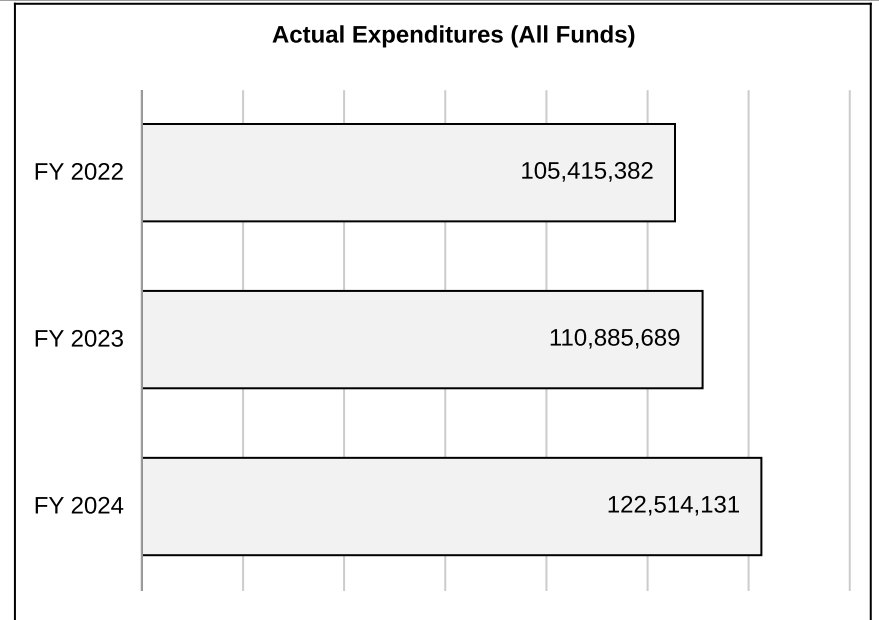 Actual Expenditures (All Funds)
FY 2022
105,415,382
FY 2023
110,885,689
FY 2024
122,514,131